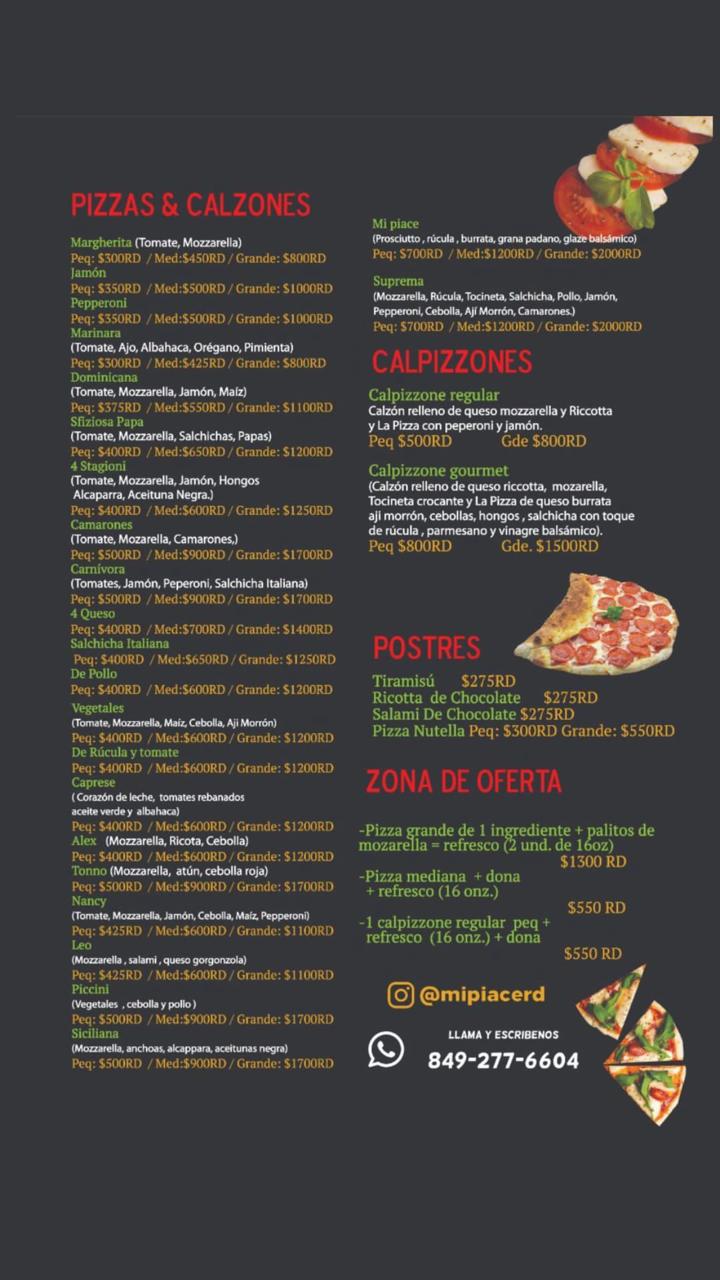 PIZZAS & CALZONES
Margherita (Tomate, Mozzarella)
Peq: $300RD / Med:$450RD / Grande: $800RD
Jamón
Peq: $350RD / Med:$500RD / Grande: $1000RD
Pepperoni
Peq: $350RD / Med:$500RD / Grande: $1000RD
Marinara
(Tomate, Ajo, Albahaca, Orégano, Pimienta)
Peq: $300RD / Med:$425RD / Grande: $800RD
Dominicana
(Tomate, Mozzarella, Jamón, Maíz)
Peq: $375RD / Med:$550RD / Grande: $1100RD
Sfiziosa Papa
(Tomate, Mozzarella, Salchichas, Papas)
Peq: $400RD / Med:$650RD / Grande: $1200RD
4 Stagioni
(Tomate, Mozzarella, Jamón, Hongos
Alcaparra, Aceituna Negra.)
Peq: $400RD / Med:$600RD / Grande: $1250RD
Camarones
(Tomate, Mozarella, Camarones,)
Peq: $500RD / Med:$900RD / Grande: $1700RD
Carnívora
(Tomates, Jamón, Peperoni, Salchicha Italiana)
Peq: $500RD / Med:$900RD / Grande: $1700RD
4 Queso
Peq: $400RD / Med:$700RD / Grande: $1400RD
Salchicha Italiana
Peq: $400RD / Med:$650RD / Grande: $1250RD
De Pollo
Peq: $400RD / Med:$600RD / Grande: $1200RD
Vegetales
(Tomate, Mozzarella, Maíz, Cebolla, Aji Morrón)
Peq: $400RD / Med:$600RD / Grande: $1200RD
De Rúcula y tomate
Peq: $400RD / Med:$600RD / Grande: $1200RD
Caprese
( Corazón de leche, tomates rebanados
aceite verde y albahaca)
Peq: $400RD / Med:$600RD / Grande: $1200RD
Alex (Mozzarella, Ricota, Cebolla)
Peq: $400RD / Med:$600RD / Grande: $1200RD
Tonno (Mozzarella, atún, cebolla roja)
Peq: $500RD / Med:$900RD / Grande: $1700RD
Nancy
(Tomate, Mozzarella, Jamón, Cebolla, Maíz, Pepperoni)
Peq: $425RD / Med:$600RD / Grande: $1100RD
Leo
(Mozzarella , salami , queso gorgonzola)
Peq: $425RD / Med:$600RD / Grande: $1100RD
Piccini
(Vegetales , cebolla y pollo )
Peq: $500RD / Med:$900RD / Grande: $1700RD
Siciliana
(Mozzarella, anchoas, alcappara, aceitunas negra)
Peq: $500RD / Med:$900RD / Grande: $1700RD
Mi piace
(Prosciutto , rúcula , burrata, grana padano, glaze balsámico)
Peq: $700RD / Med:$1200RD / Grande: $2000RD
Suprema
(Mozzarella, Rúcula, Tocineta, Salchicha, Pollo, Jamón,
Pepperoni, Cebolla, Ají Morrón, Camarones.)
Peq: $700RD / Med:$1200RD / Grande: $2000RD
CALPIZZONES
Calpizzone regular
Calzón relleno de queso mozzarella y Riccotta
y La Pizza con peperoni y jamón.
Peq $500RD Gde $800RD
Calpizzone gourmet
(Calzón relleno de queso riccotta, mozarella,
Tocineta crocante y La Pizza de queso burrata
aji morrón, cebollas, hongos , salchicha con toque
de rúcula , parmesano y vinagre balsámico).
Peq $800RD Gde. $1500RD
POSTRES
Tiramisú $275RD
Ricotta de Chocolate $275RD
Salami De Chocolate $275RD
Pizza Nutella Peq: $300RD Grande: $550RD
ZONA DE OFERTA
-Pizza grande de 1 ingrediente + palitos de
mozarella = refresco (2 und. de 16oz)
$1300 RD
-Pizza mediana + dona
+ refresco (16 onz.)
$550 RD
-1 calpizzone regular peq +
refresco (16 onz.) + dona
$550 RD
@mipiacerd
LLAMA Y ESCRIBENOS
849-277-6604